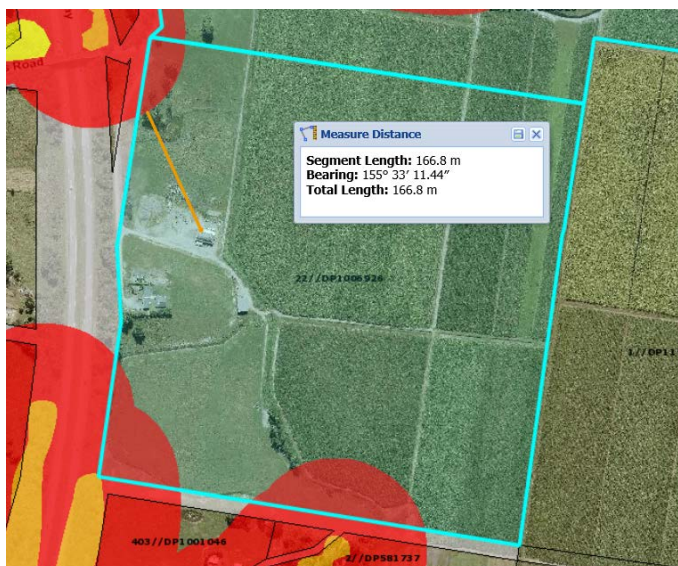 Road
Measure Distance
Segment Length: 166.8 m
Bearing: 155° 33′ 11.44″
Total Length: 166.8 m
22//DP1006926
1//DP11
403//DP1001046
2//DP581737